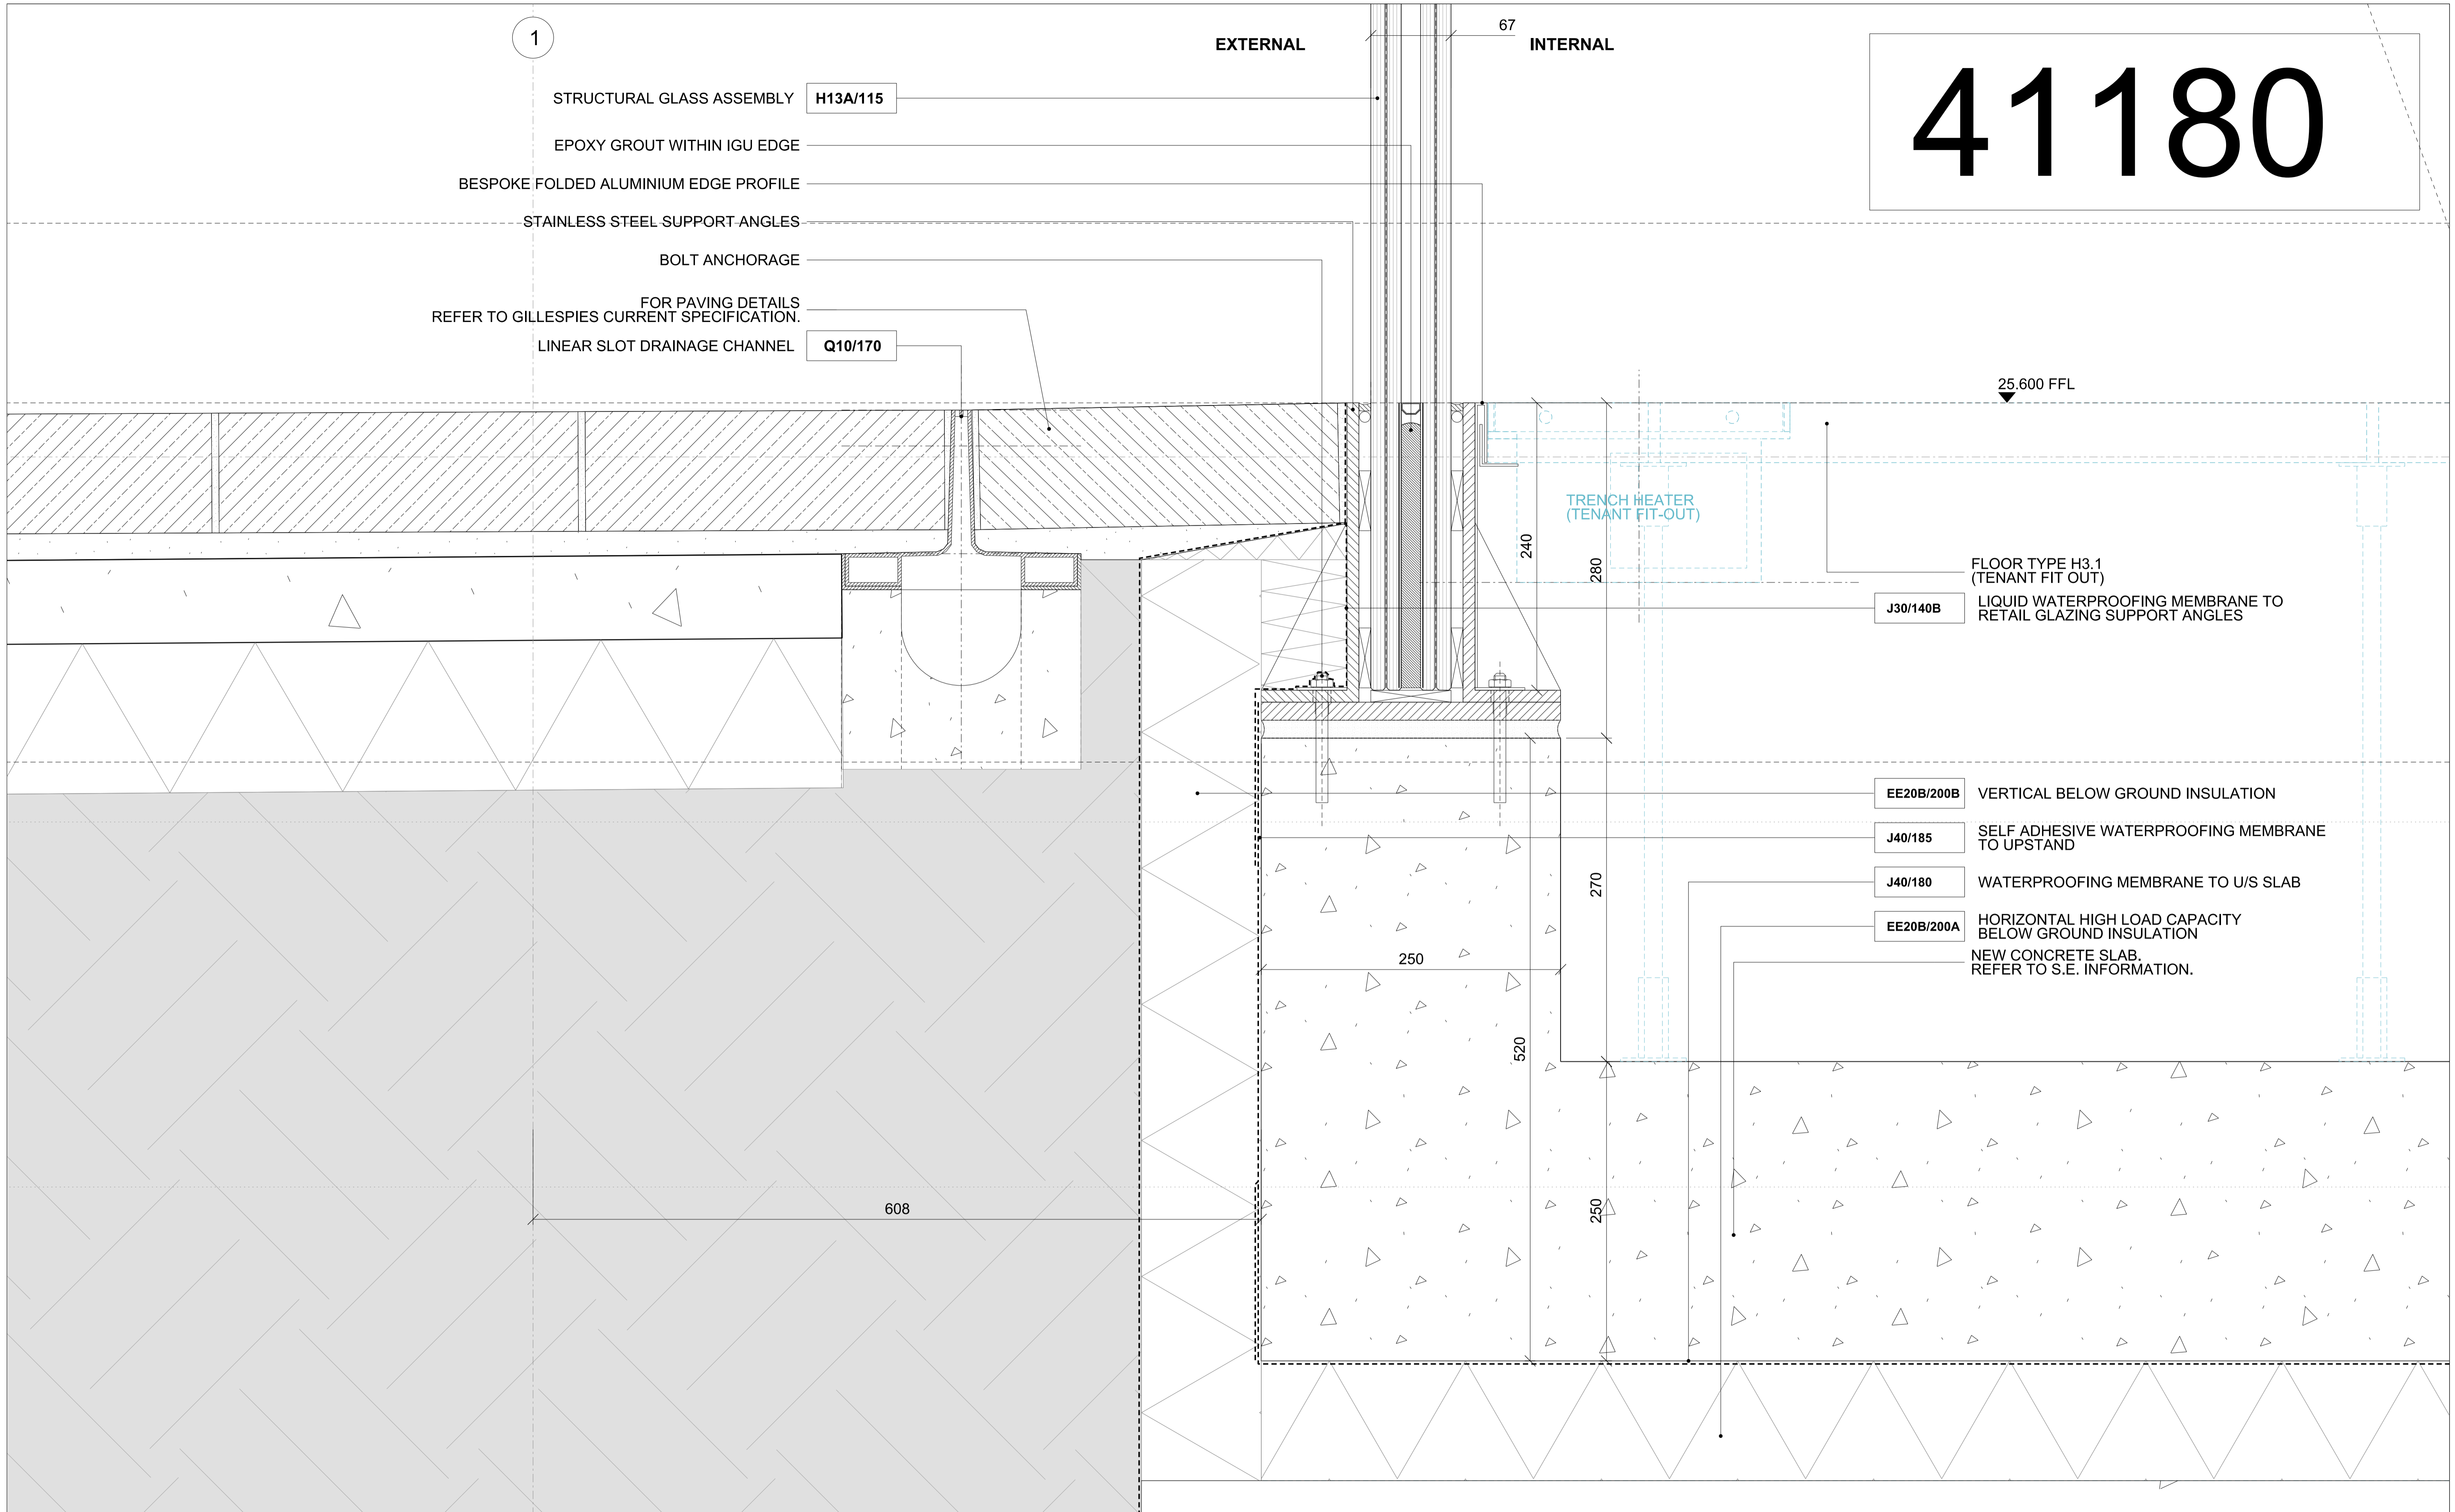 1
EXTERNAL
67
INTERNAL
41180
STRUCTURAL GLASS ASSEMBLY H13A/115
EPOXY GROUT WITHIN IGU EDGE
BESPOKE FOLDED ALUMINIUM EDGE PROFILE
STAINLESS STEEL SUPPORT ANGLES
BOLT ANCHORAGE
FOR PAVING DETAILS
REFER TO GILLESPIES CURRENT SPECIFICATION.
LINEAR SLOT DRAINAGE CHANNEL Q10/170
25.600 FFL
TRENCH HEATER
(TENANT FIT-OUT)
240
280
FLOOR TYPE H3.1
(TENANT FIT OUT)
J30/140B LIQUID WATERPROOFING MEMBRANE TO
RETAIL GLAZING SUPPORT ANGLES
EE20B/200B VERTICAL BELOW GROUND INSULATION
J40/185 SELF ADHESIVE WATERPROOFING MEMBRANE
TO UPSTAND
J40/180 WATERPROOFING MEMBRANE TO U/S SLAB
EE20B/200A HORIZONTAL HIGH LOAD CAPACITY
BELOW GROUND INSULATION
NEW CONCRETE SLAB.
REFER TO S.E. INFORMATION.
270
250
520
608
250